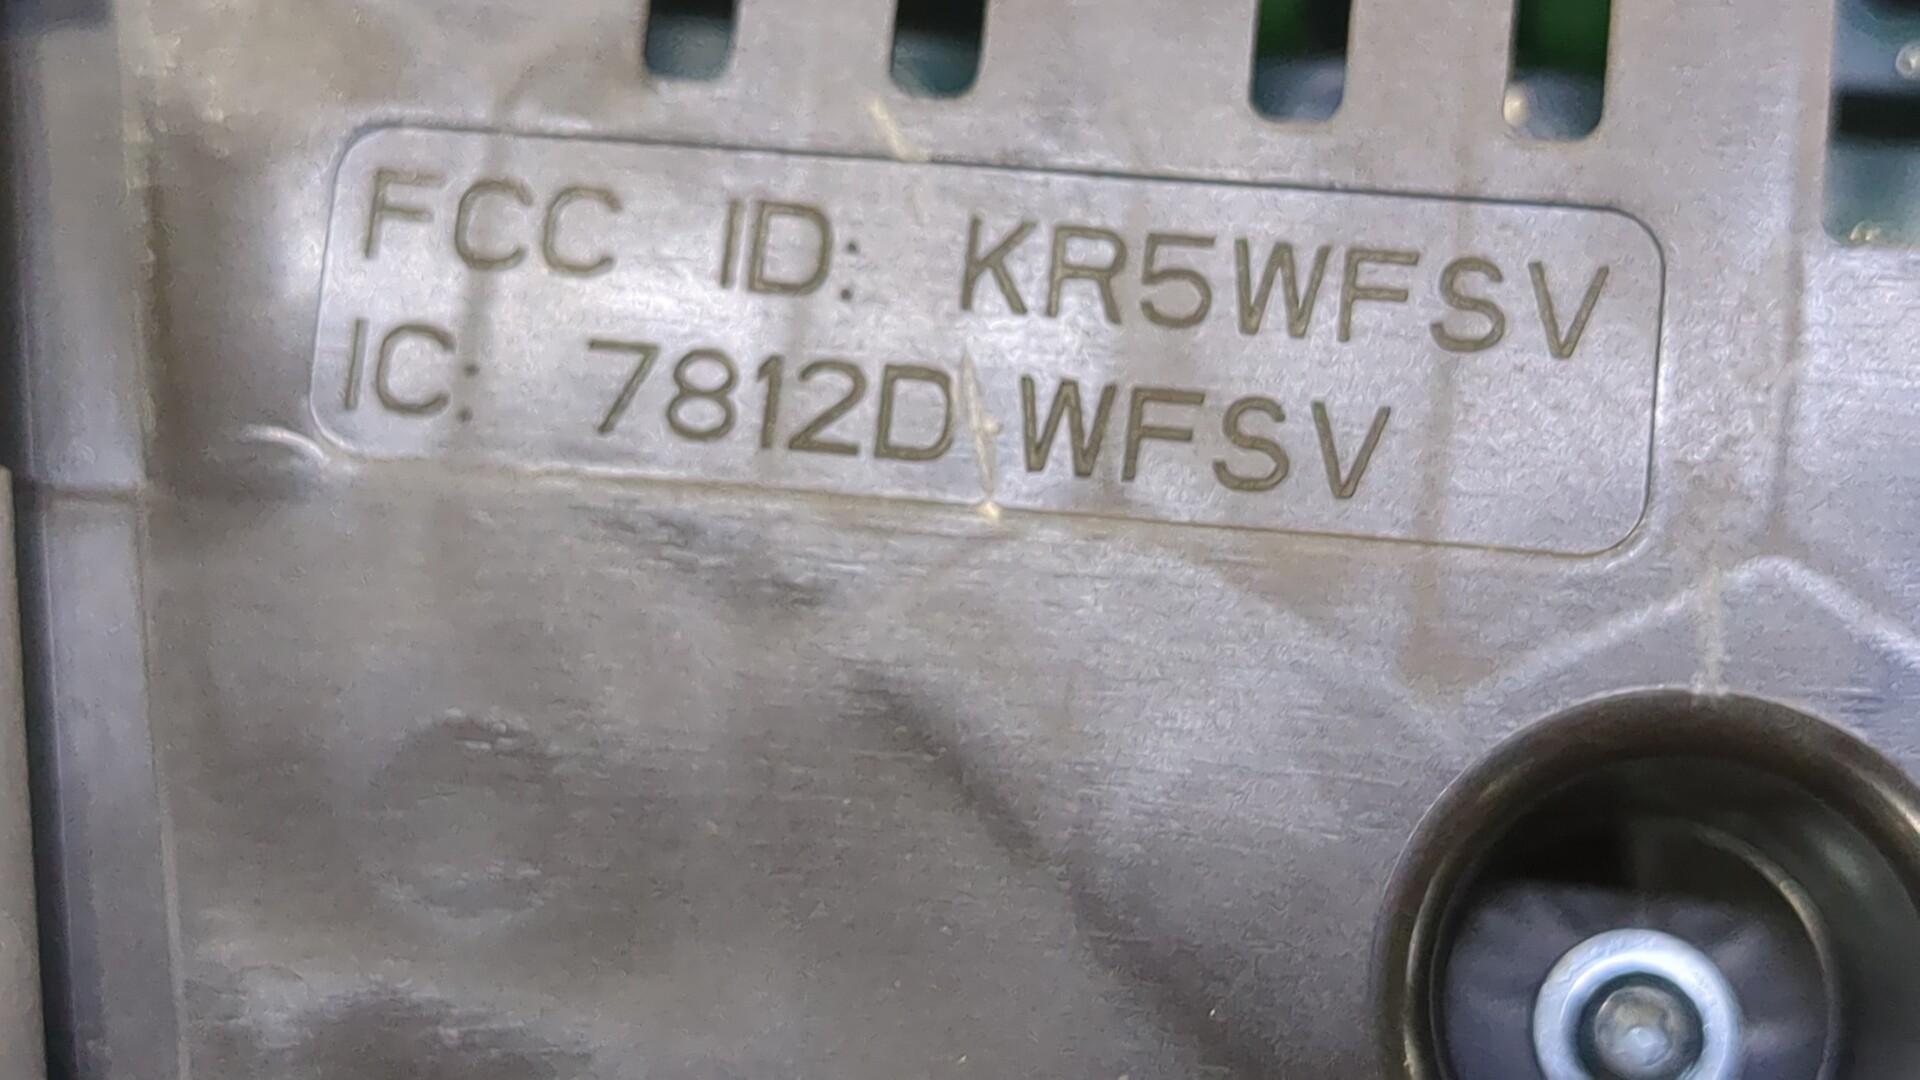 FCC ID: KR5WFSV
IC: 7812D WFSV